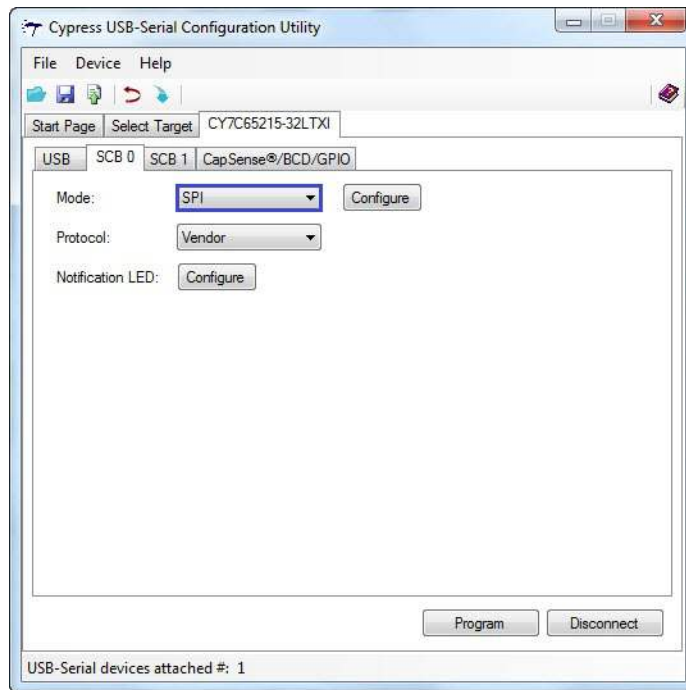 Cypress USB-Serial Configuration Utility
File Device Help
Start Page Select Target CY7C65215-32LTXI
USB SCB 0 SCB 1 CapSense®/BCD/GPIO
Mode: SPI Configure
Protocol: Vendor
Notification LED: Configure
Program Disconnect
USB-Serial devices attached #: 1